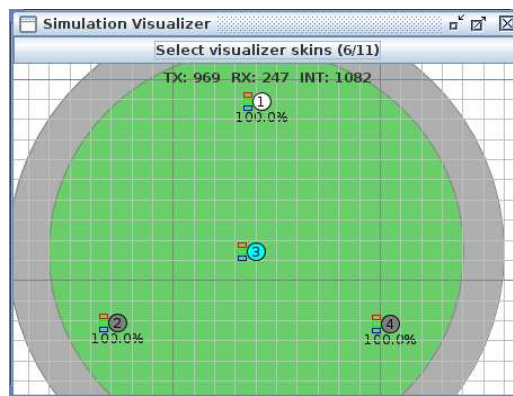 Simulation Visualizer
Select visualizer skins (6/11)
TX: 969 RX: 247 INT: 1082
1
100.0%
3
2
4
100.0%
100.0%